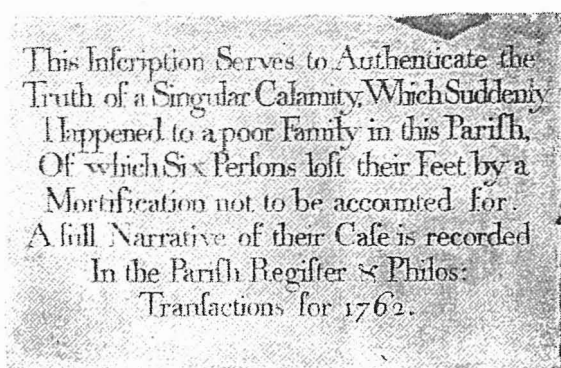 This Inſcription Serves to Authenticate the
Truth of a Singular Calamity, Which Suddenly
Happened to a poor Family in this Pariſh,
Of which Six Perſons loſt their Feet by a
Mortification not to be accounted for.
A full Narrative of their Caſe is recorded
In the Pariſh Regiſter & Philos:
Tranſactions for 1762.